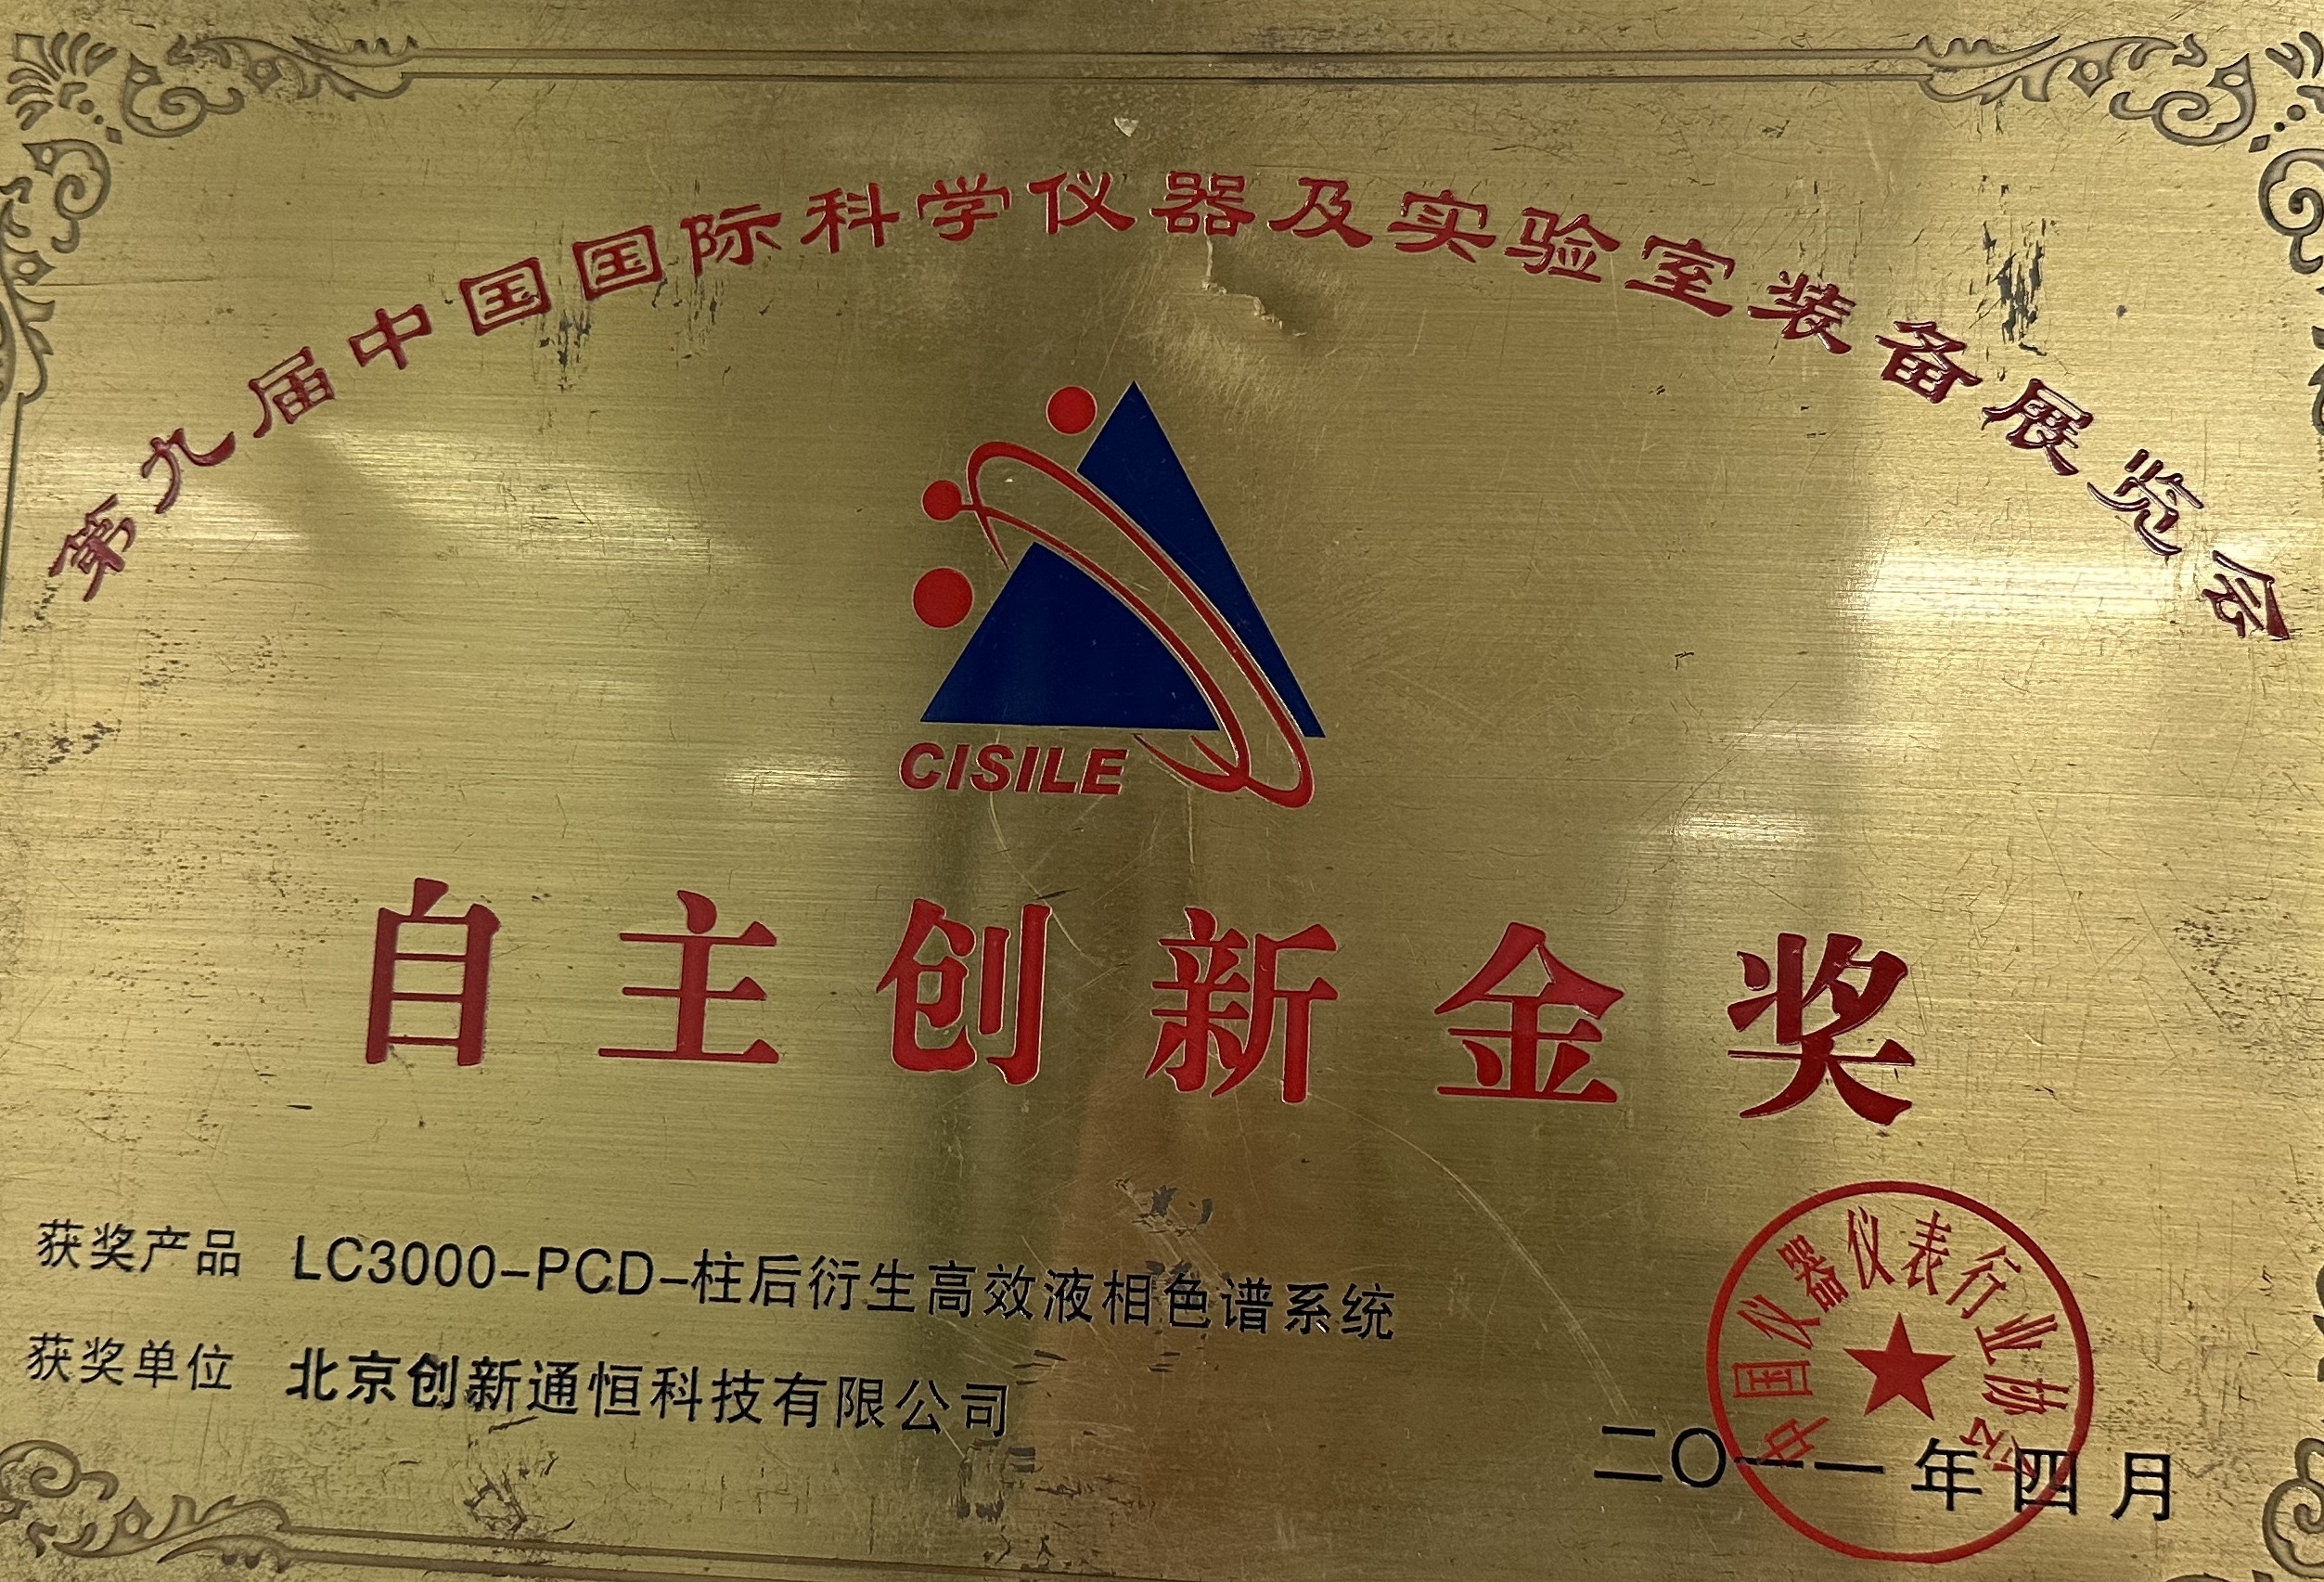 第九届中国国际科学仪器及实验室装备展览会
CISILE
自主创新金奖
获奖产品 LC3000-PCD-柱后衍生高效液相色谱系统
获奖单位 北京创新通恒科技有限公司
中国仪器仪表行业协会
二〇一一年四月